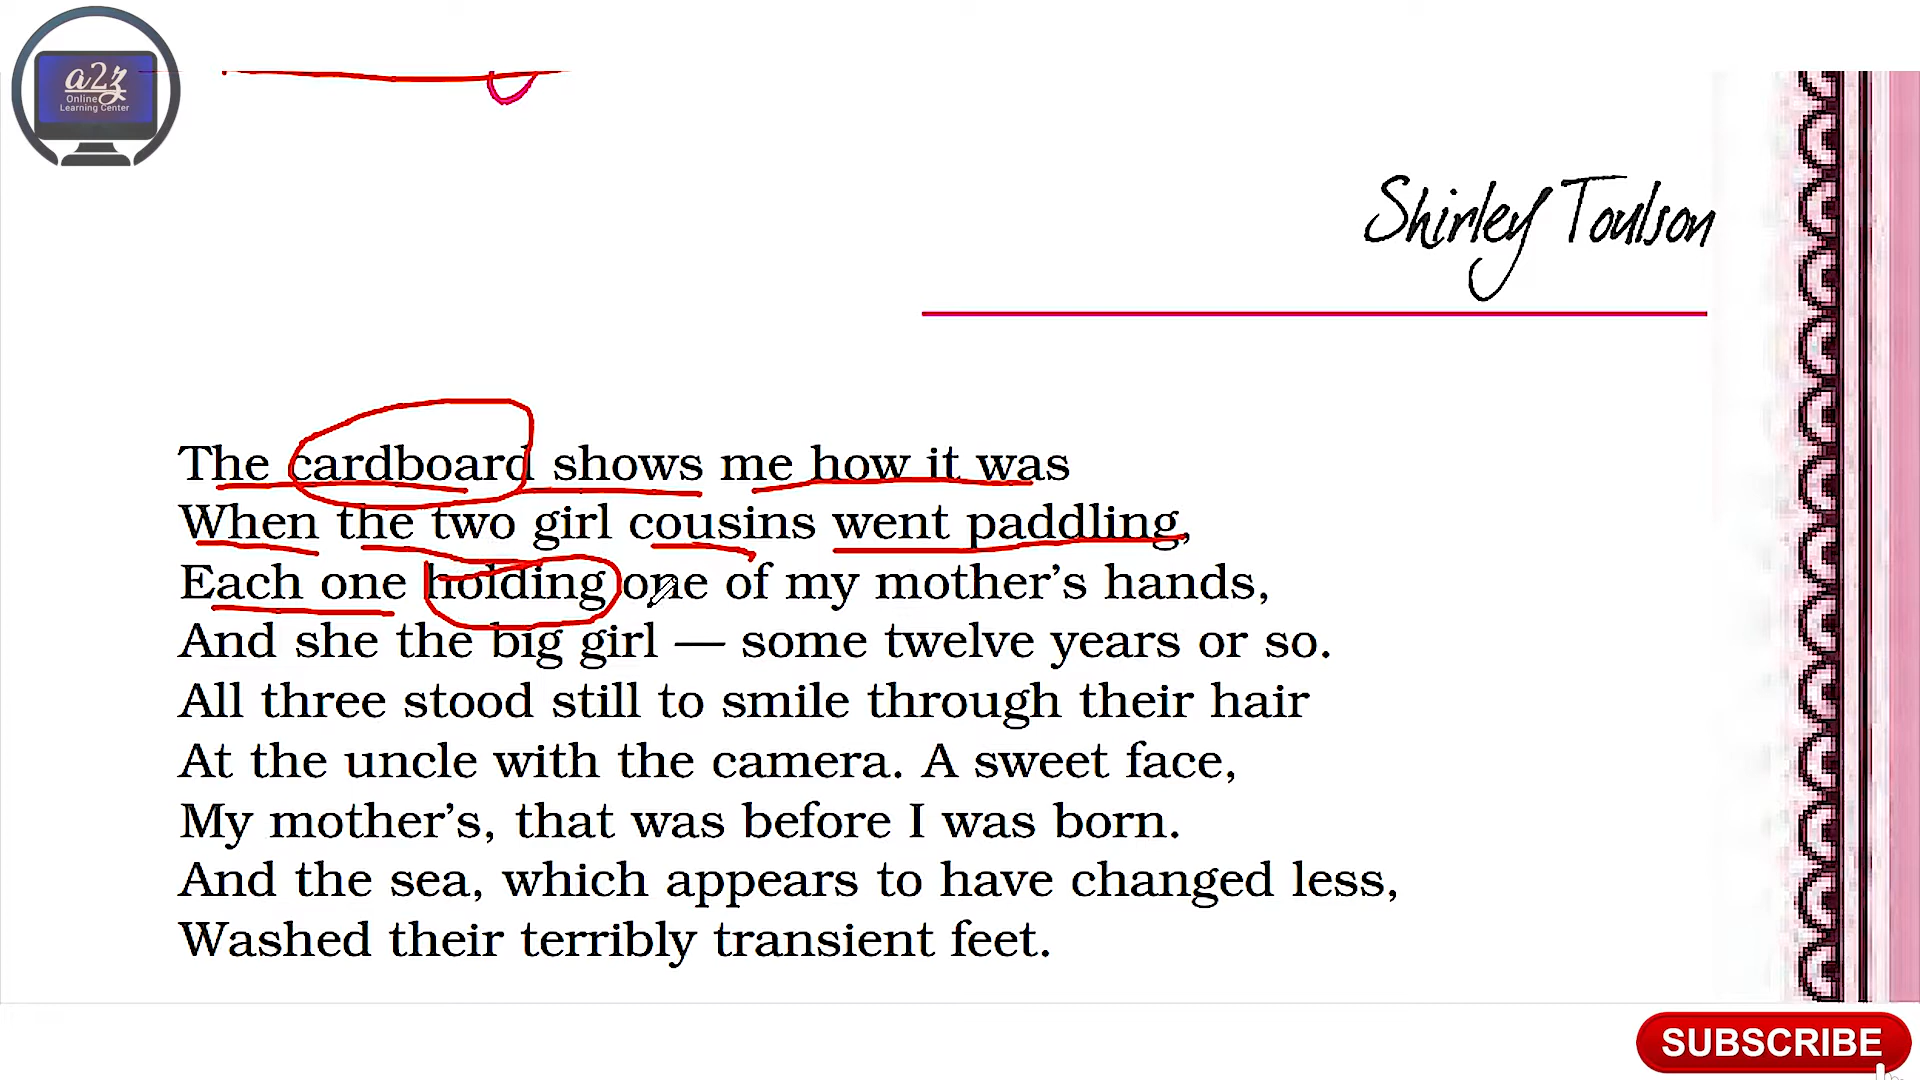 a2z
Online
Learning Center
Shirley Toulson
The cardboard shows me how it was
When the two girl cousins went paddling,
Each one holding one of my mother’s hands,
And she the big girl — some twelve years or so.
All three stood still to smile through their hair
At the uncle with the camera. A sweet face,
My mother’s, that was before I was born.
And the sea, which appears to have changed less,
Washed their terribly transient feet.
SUBSCRIBE